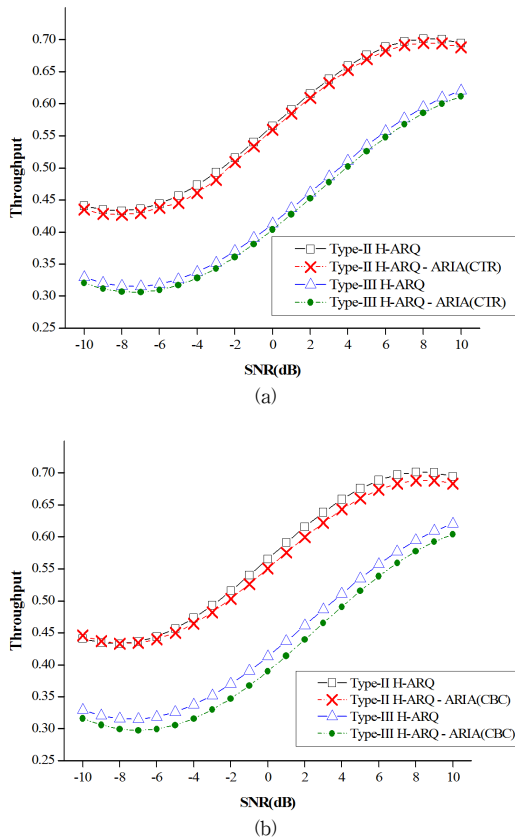 0.70
0.65
0.60
0.55
0.50
0.45
0.40
0.35
0.30
0.25
Throughput
Type-II H-ARQ
Type-II H-ARQ - ARIA(CTR)
Type-III H-ARQ
Type-III H-ARQ - ARIA(CTR)
-10 -8 -6 -4 -2 0 2 4 6 8 10
SNR(dB)
(a)
0.70
0.65
0.60
0.55
0.50
0.45
0.40
0.35
0.30
0.25
Throughput
Type-II H-ARQ
Type-II H-ARQ - ARIA(CBC)
Type-III H-ARQ
Type-III H-ARQ - ARIA(CBC)
-10 -8 -6 -4 -2 0 2 4 6 8 10
SNR(dB)
(b)